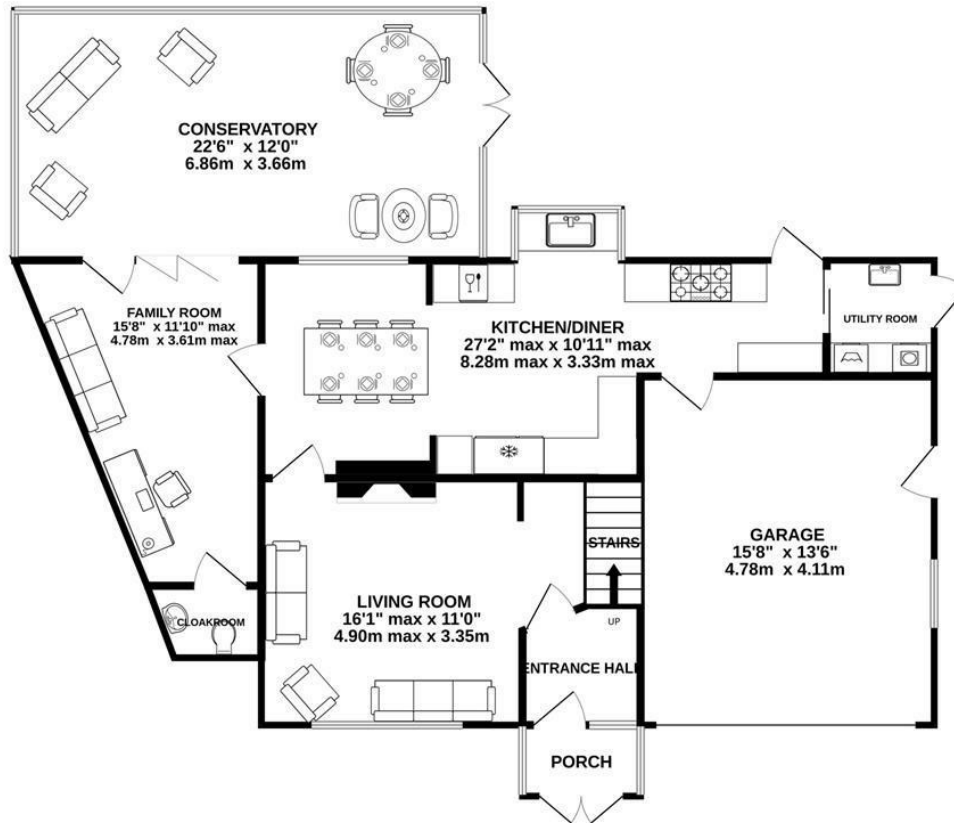 CONSERVATORY
22'6" x 12'0"
6.86m x 3.66m
FAMILY ROOM
15'8" x 11'10" max
4.78m x 3.61m max
KITCHEN/DINER
27'2" max x 10'11" max
8.28m max x 3.33m max
UTILITY ROOM
GARAGE
15'8" x 13'6"
4.78m x 4.11m
STAIRS
UP
LIVING ROOM
16'1" max x 11'0"
4.90m max x 3.35m
CLOAKROOM
ENTRANCE HALL
PORCH